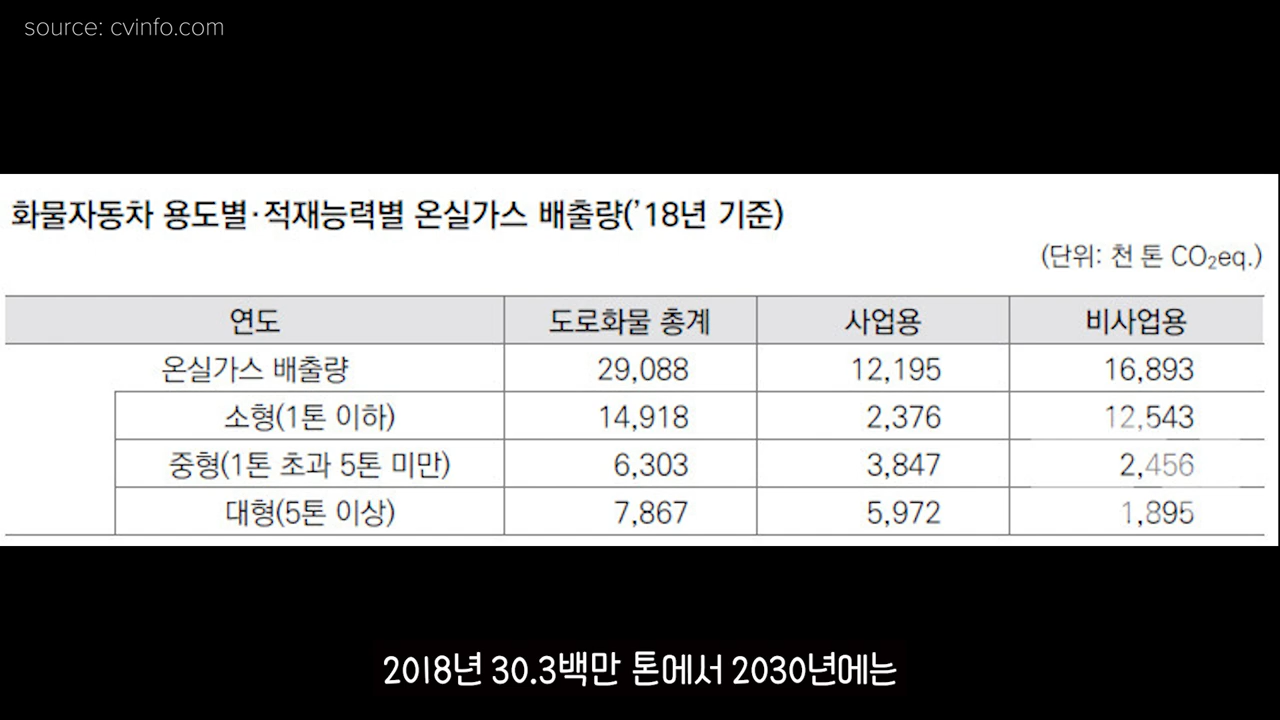 source: cvinfo.com
화물자동차 용도별·적재능력별 온실가스 배출량(’18년 기준)
(단위: 천 톤 CO₂eq.)
연도 도로화물 총계 사업용 비사업용
온실가스 배출량 29,088 12,195 16,893
소형(1톤 이하) 14,918 2,376 12,543
중형(1톤 초과 5톤 미만) 6,303 3,847 2,456
대형(5톤 이상) 7,867 5,972 1,895
2018년 30.3백만 톤에서 2030년에는